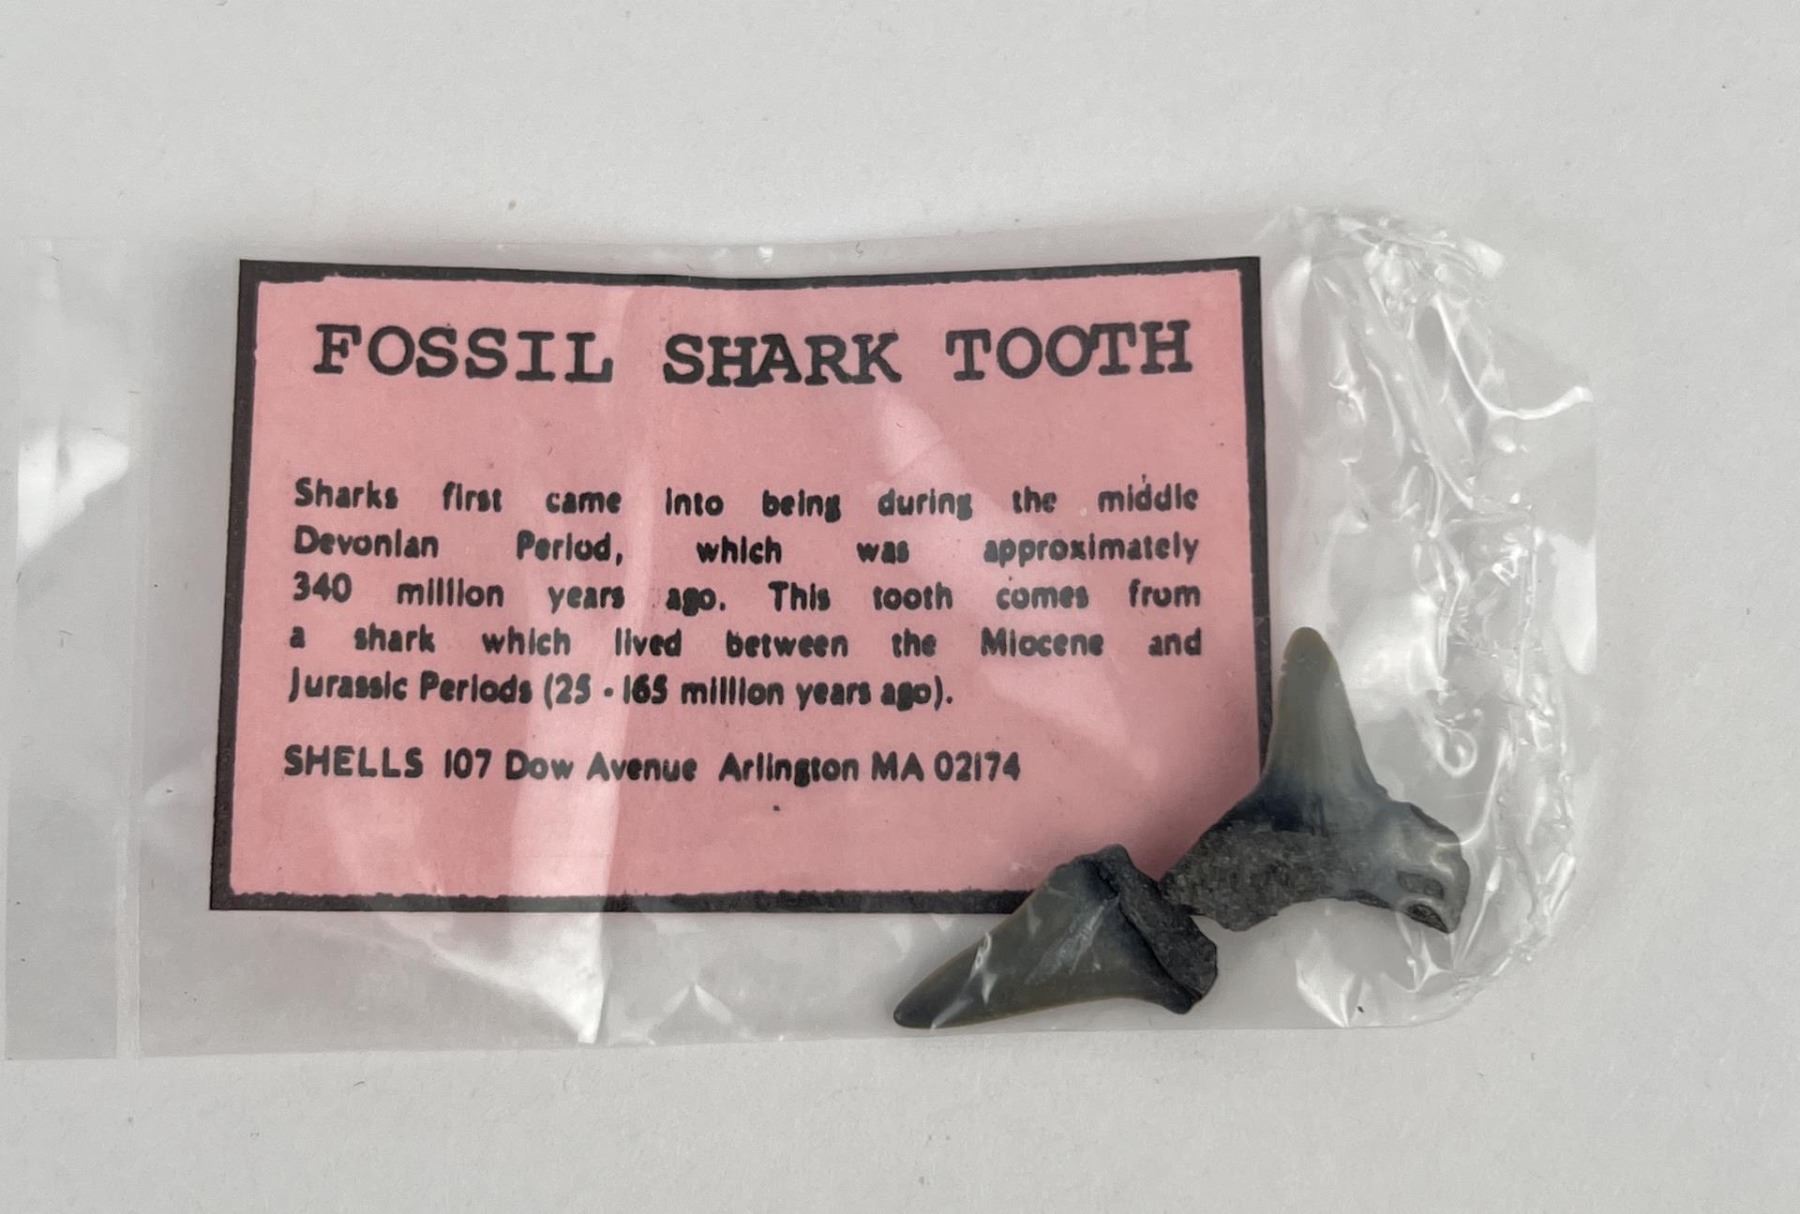 FOSSIL SHARK TOOTH
Sharks first came into being during the middle
Devonian Period, which was approximately
340 million years ago. This tooth comes from
a shark which lived between the Miocene and
Jurassic Periods (25 - 165 million years ago).
SHELLS 107 Dow Avenue Arlington MA 02174